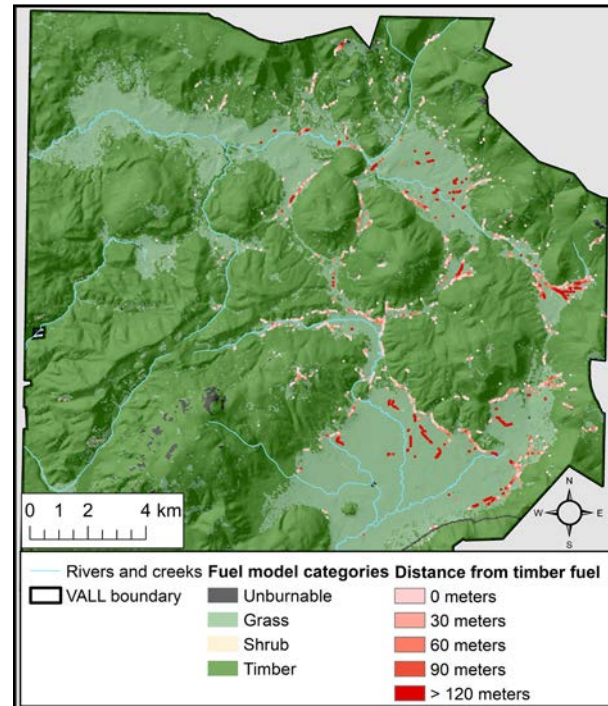 N
W E
S
0 1 2 4 km
Rivers and creeks
VALL boundary
Fuel model categories
Unburnable
Grass
Shrub
Timber
Distance from timber fuel
0 meters
30 meters
60 meters
90 meters
> 120 meters